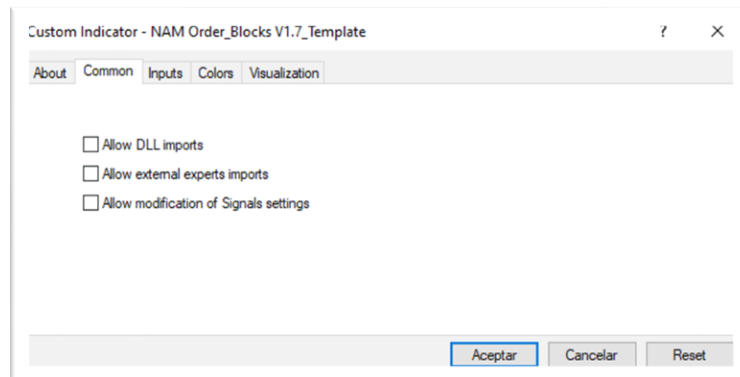 Custom Indicator - NAM Order_Blocks V1.7_Template ? X
About Common Inputs Colors Visualization
Allow DLL imports
Allow external experts imports
Allow modification of Signals settings
Aceptar Cancelar Reset